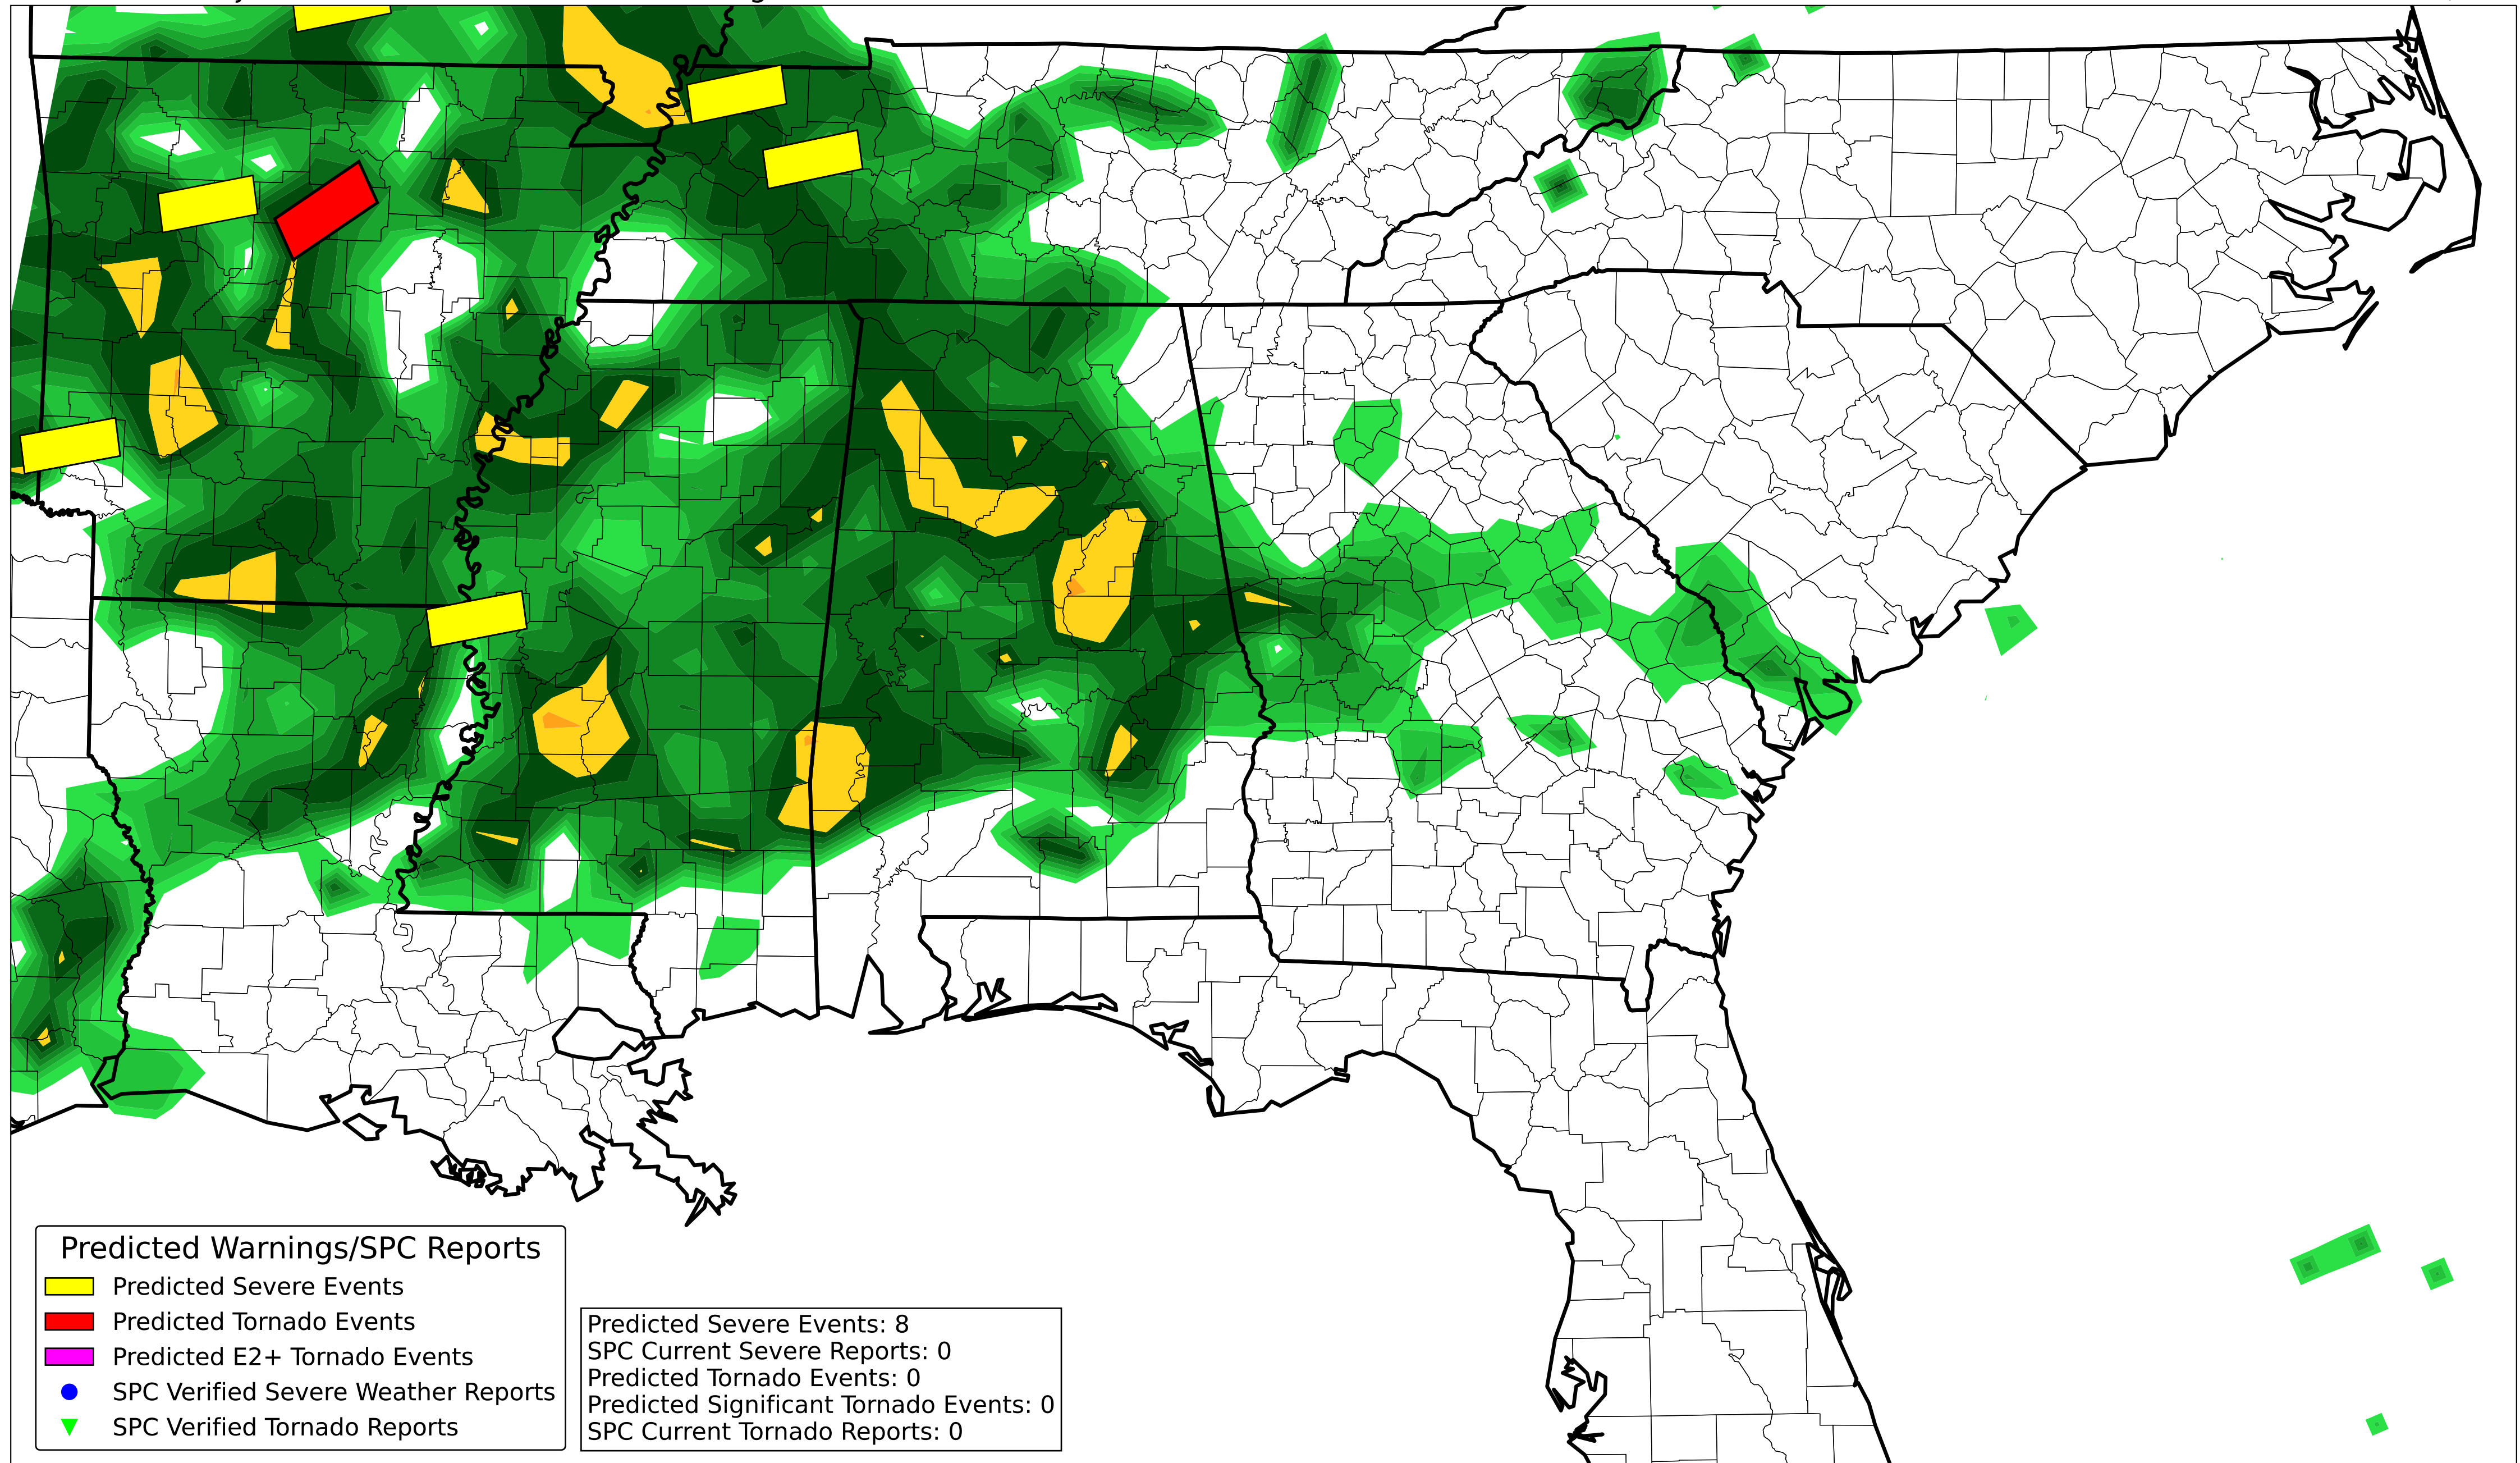 Predicted Warnings/SPC Reports
Predicted Severe Events
Predicted Tornado Events
Predicted E2+ Tornado Events
SPC Verified Severe Weather Reports
SPC Verified Tornado Reports
Predicted Severe Events: 8
SPC Current Severe Reports: 0
Predicted Tornado Events: 0
Predicted Significant Tornado Events: 0
SPC Current Tornado Reports: 0